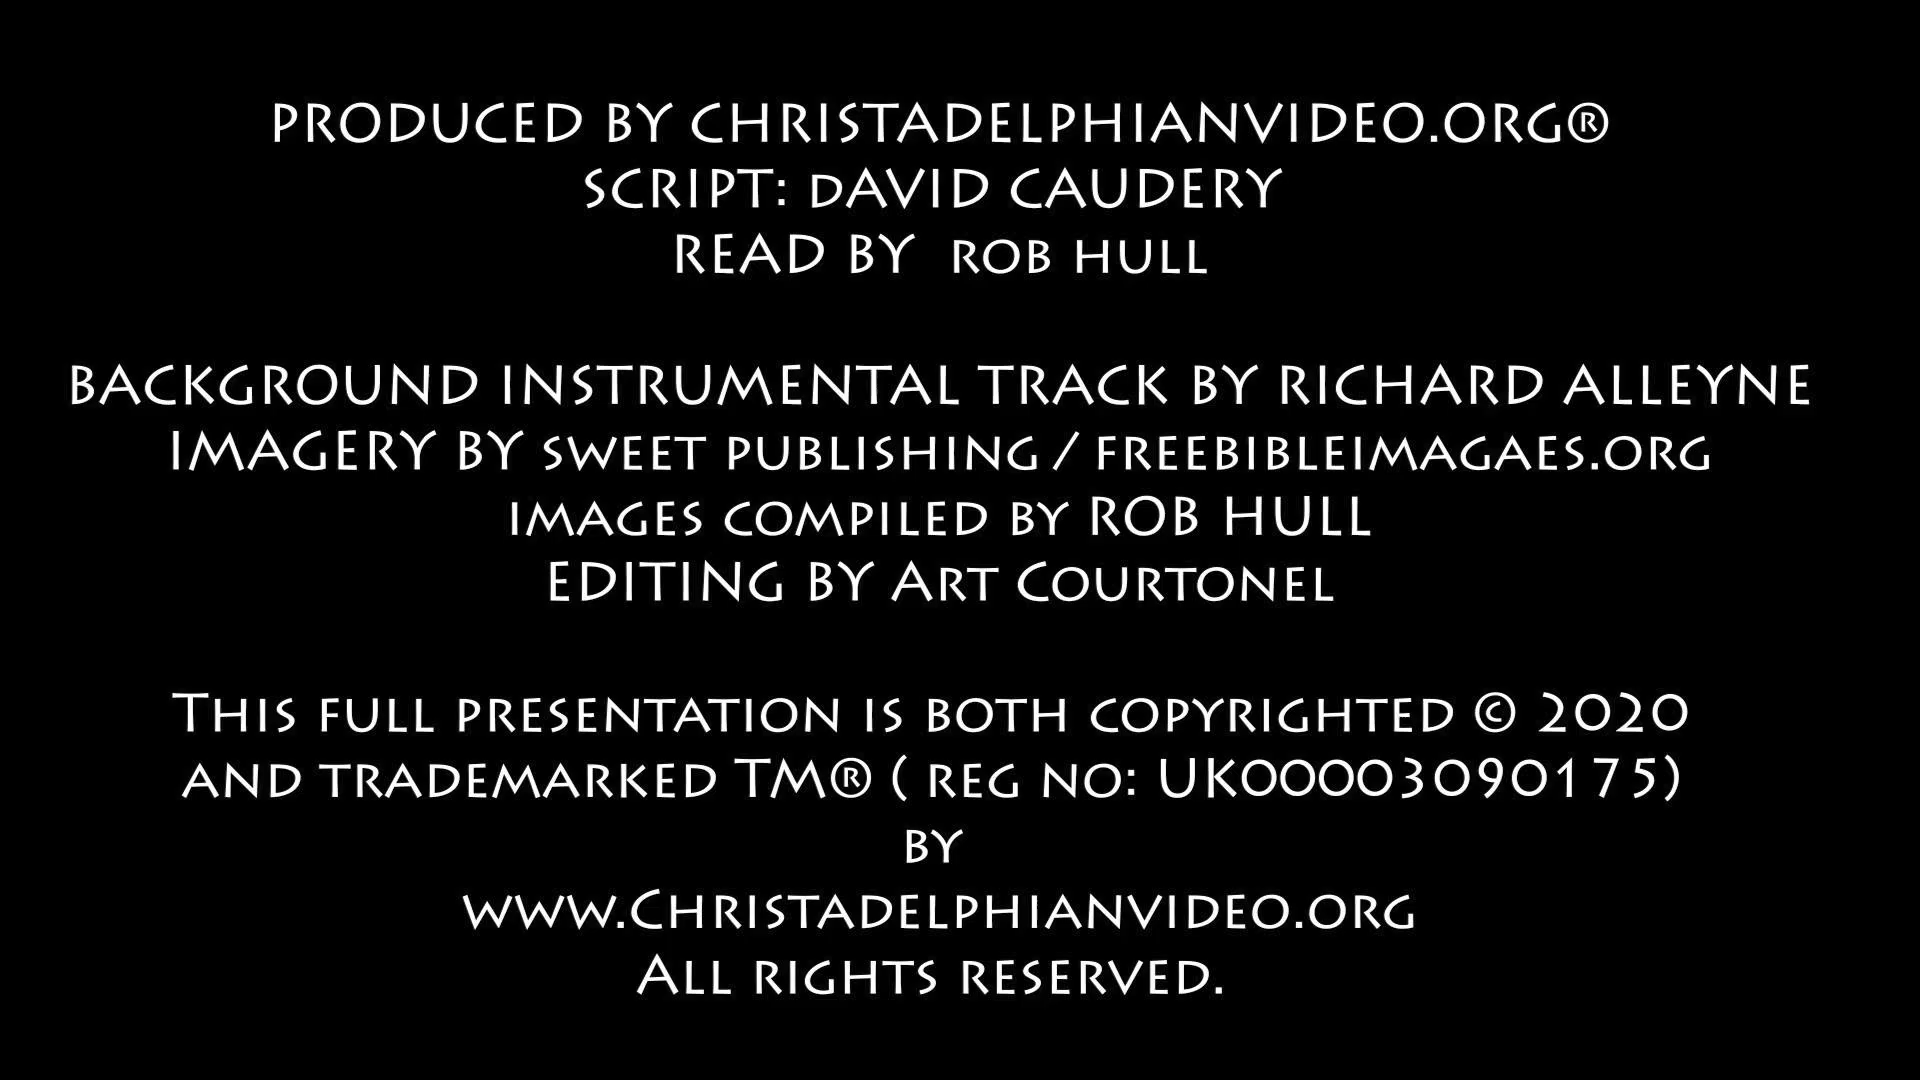 PRODUCED BY CHRISTADELPHIANVIDEO.ORG®
SCRIPT: dAVID CAUDERY
READ BY rob hull
BACKGROUND INSTRUMENTAL TRACK BY RICHARD ALLEYNE
IMAGERY BY sweet publishing / freebibleimagaes.org
images compiled by ROB HULL
EDITING BY Art Courtonel
This full presentation is both copyrighted © 2020
and trademarked TM® ( reg no: UK00003090175)
by
www.Christadelphianvideo.org
All rights reserved.